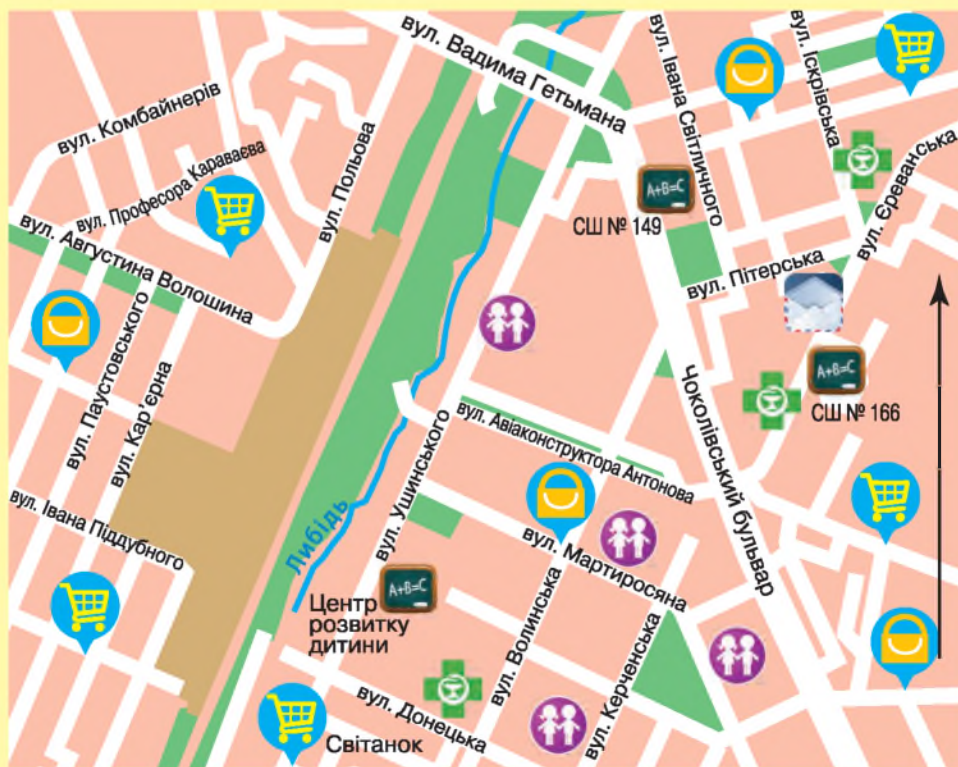 вул. Вадима Гетьмана
вул. Івана Світличного
вул. Іскрівська
вул. Комбайнерів
вул. Польова
вул. Професора Караваєва
вул. Єреванська
A+B=C
СШ № 149
вул. Августина Волошина
вул. Пітерська
вул. Паустовського
вул. Кар'єрна
A+B=C
СШ № 166
вул. Ушинського
вул. Авіаконструктора Антонова
Чоколівський бульвар
вул. Івана Піддубного
Либідь
вул. Мартиросяна
A+B=C
Центр
розвитку
дитини
вул. Волинська
вул. Керченська
вул. Донецька
Світанок